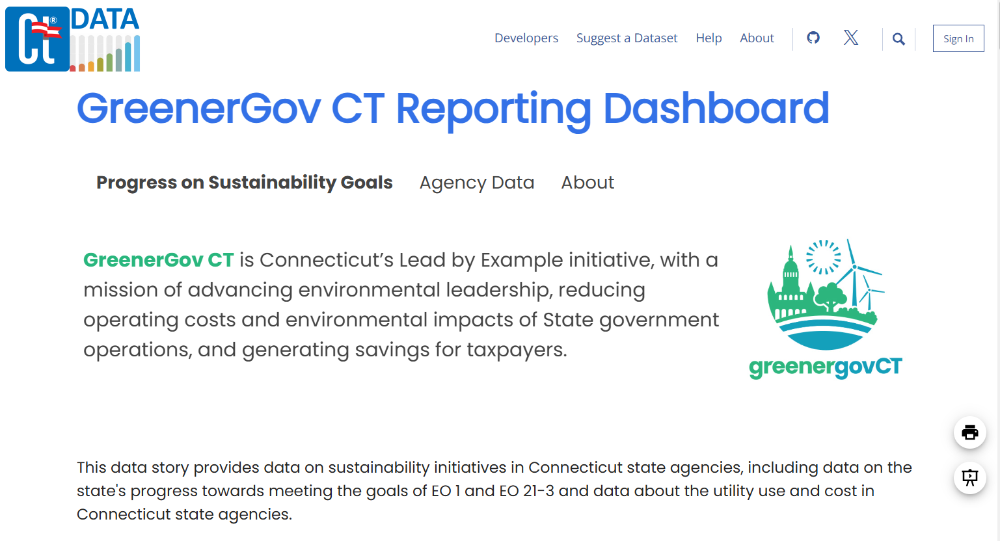 Ct® DATA
Developers Suggest a Dataset Help About Sign In
GreenerGov CT Reporting Dashboard
Progress on Sustainability Goals Agency Data About
GreenerGov CT is Connecticut’s Lead by Example initiative, with a
mission of advancing environmental leadership, reducing
operating costs and environmental impacts of State government
operations, and generating savings for taxpayers.
greenergovCT
This data story provides data on sustainability initiatives in Connecticut state agencies, including data on the
state's progress towards meeting the goals of EO 1 and EO 21-3 and data about the utility use and cost in
Connecticut state agencies.